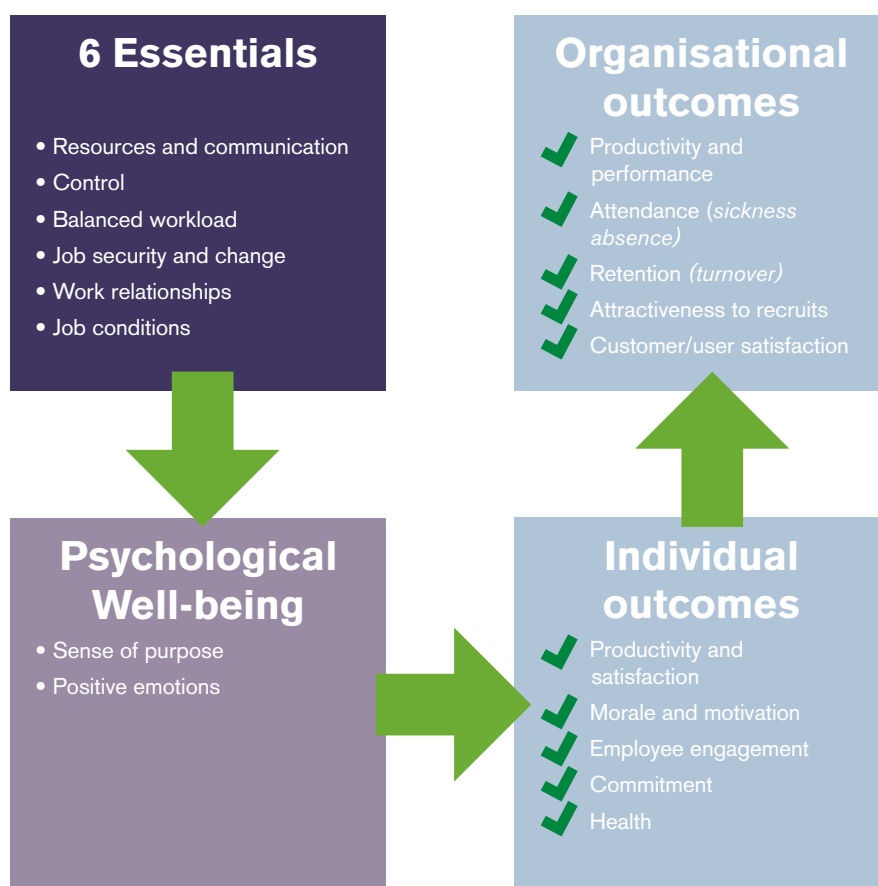 6 Essentials
• Resources and communication
• Control
• Balanced workload
• Job security and change
• Work relationships
• Job conditions
Psychological
Well-being
• Sense of purpose
• Positive emotions
Individual
outcomes
Productivity and
satisfaction
Morale and motivation
Employee engagement
Commitment
Health
Organisational
outcomes
Productivity and
performance
Attendance (sickness
absence)
Retention (turnover)
Attractiveness to recruits
Customer/user satisfaction